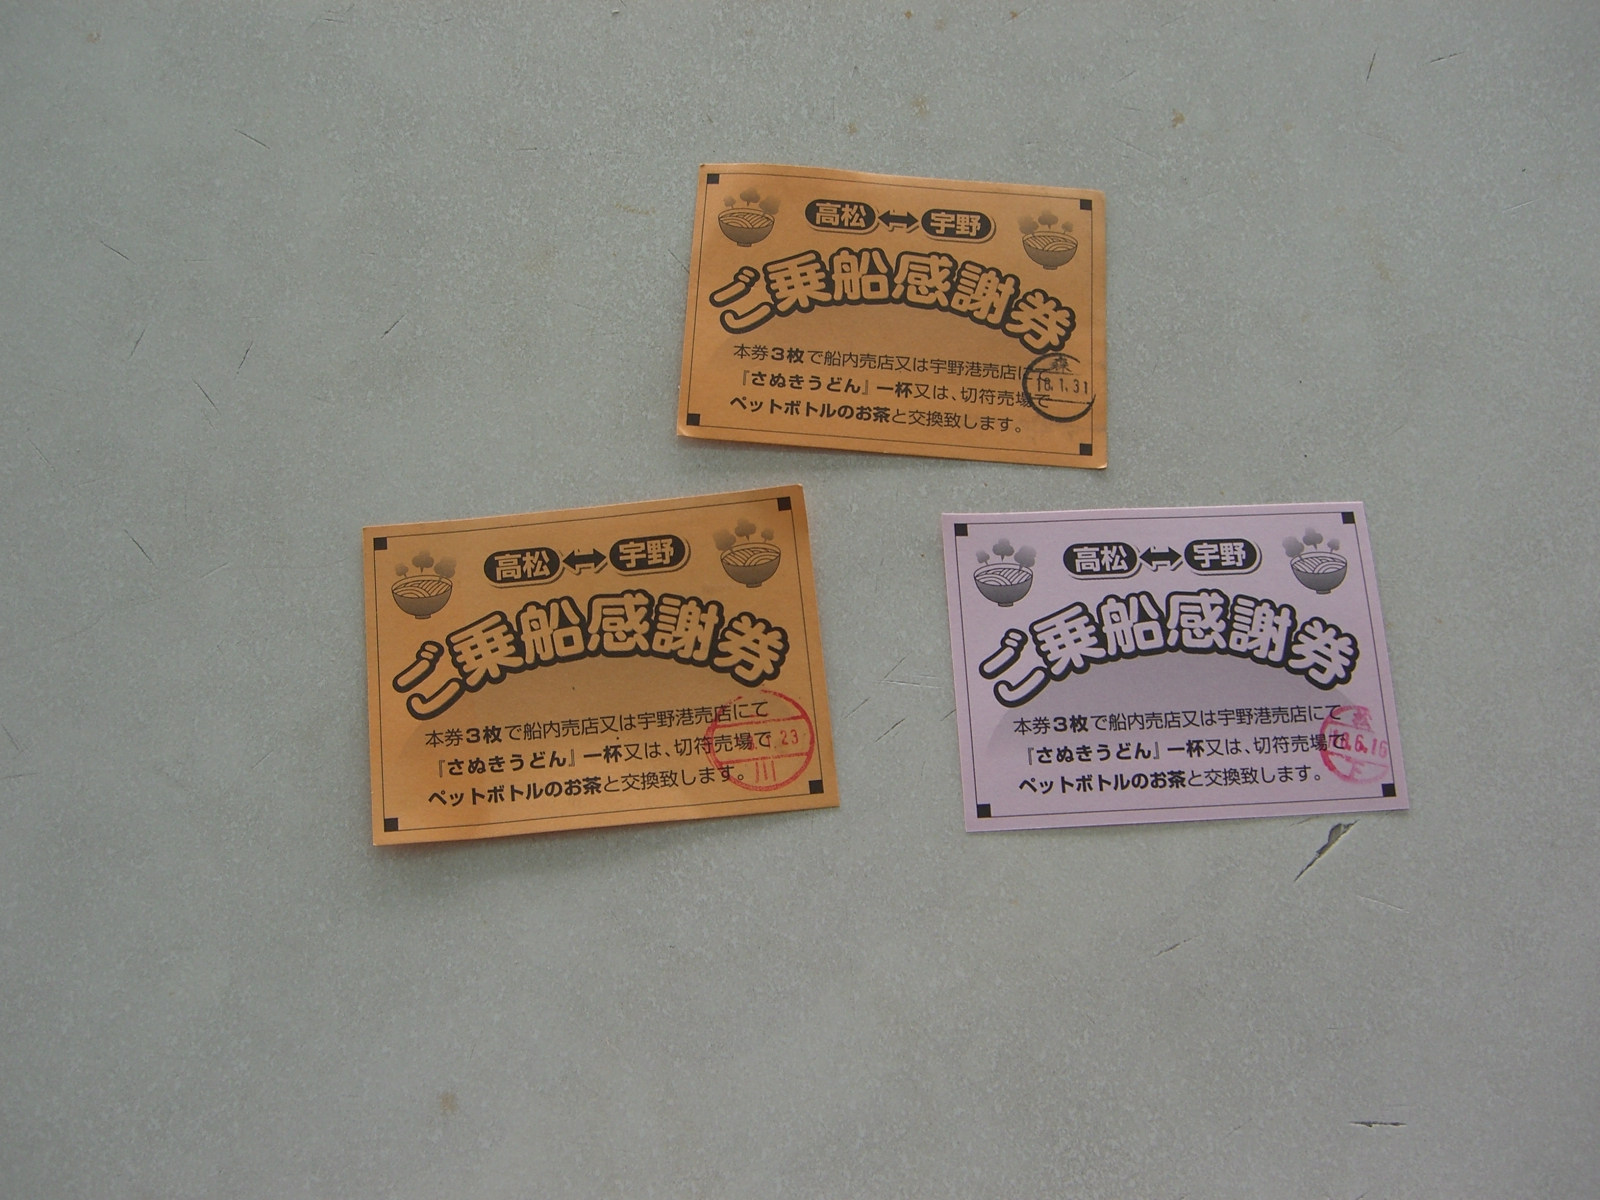 高松⇔宇野
ご乗船感謝券
本券3枚で船内売店又は宇野港売店にて
『さぬきうどん』一杯又は、切符売場で
ペットボトルのお茶と交換致します。
森
18.1.31
高松⇔宇野
ご乗船感謝券
本券3枚で船内売店又は宇野港売店にて
『さぬきうどん』一杯又は、切符売場で
ペットボトルのお茶と交換致します。
23
川
高松⇔宇野
ご乗船感謝券
本券3枚で船内売店又は宇野港売店にて
『さぬきうどん』一杯又は、切符売場で
ペットボトルのお茶と交換致します。
18.6.16